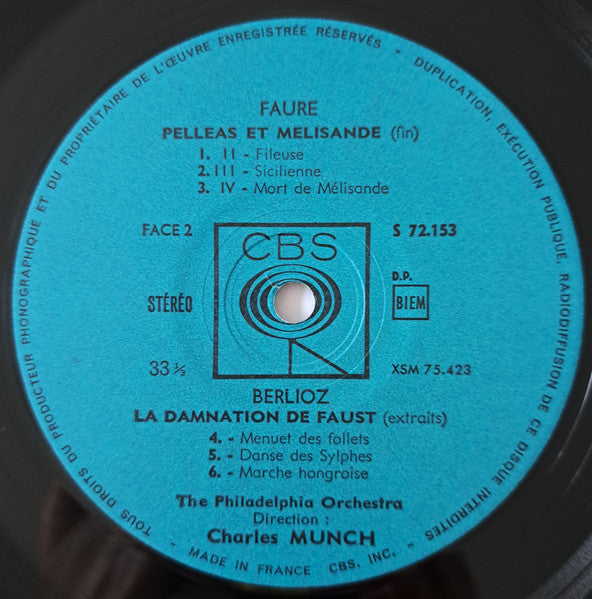 TOUS DROITS DU PRODUCTEUR PHONOGRAPHIQUE ET DU PROPRIÉTAIRE DE L'ŒUVRE ENREGISTRÉE RÉSERVÉS - DUPLICATION, EXÉCUTION PUBLIQUE, RADIODIFFUSION DE CE DISQUE INTERDITES -
FAURE
PELLEAS ET MELISANDE (fin)
1. II - Fileuse
2. III - Sicilienne
3. IV - Mort de Mélisande
FACE 2
CBS
S 72.153
STÉRÉO
D.P.
BIEM
33 ⅓
XSM 75.423
BERLIOZ
LA DAMNATION DE FAUST (extraits)
4. - Menuet des follets
5. - Danse des Sylphes
6. - Marche hongroise
The Philadelphia Orchestra
Direction :
Charles MUNCH
MADE IN FRANCE CBS, INC.